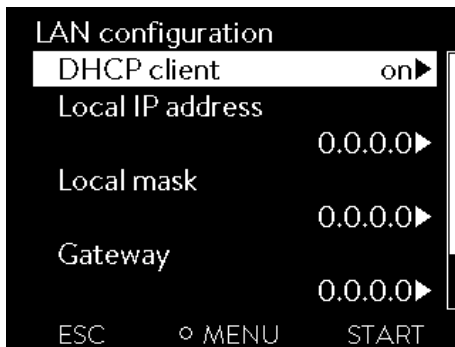 LAN configuration
DHCP client on▶
Local IP address
0.0.0.0▶
Local mask
0.0.0.0▶
Gateway
0.0.0.0▶
ESC ○ MENU START